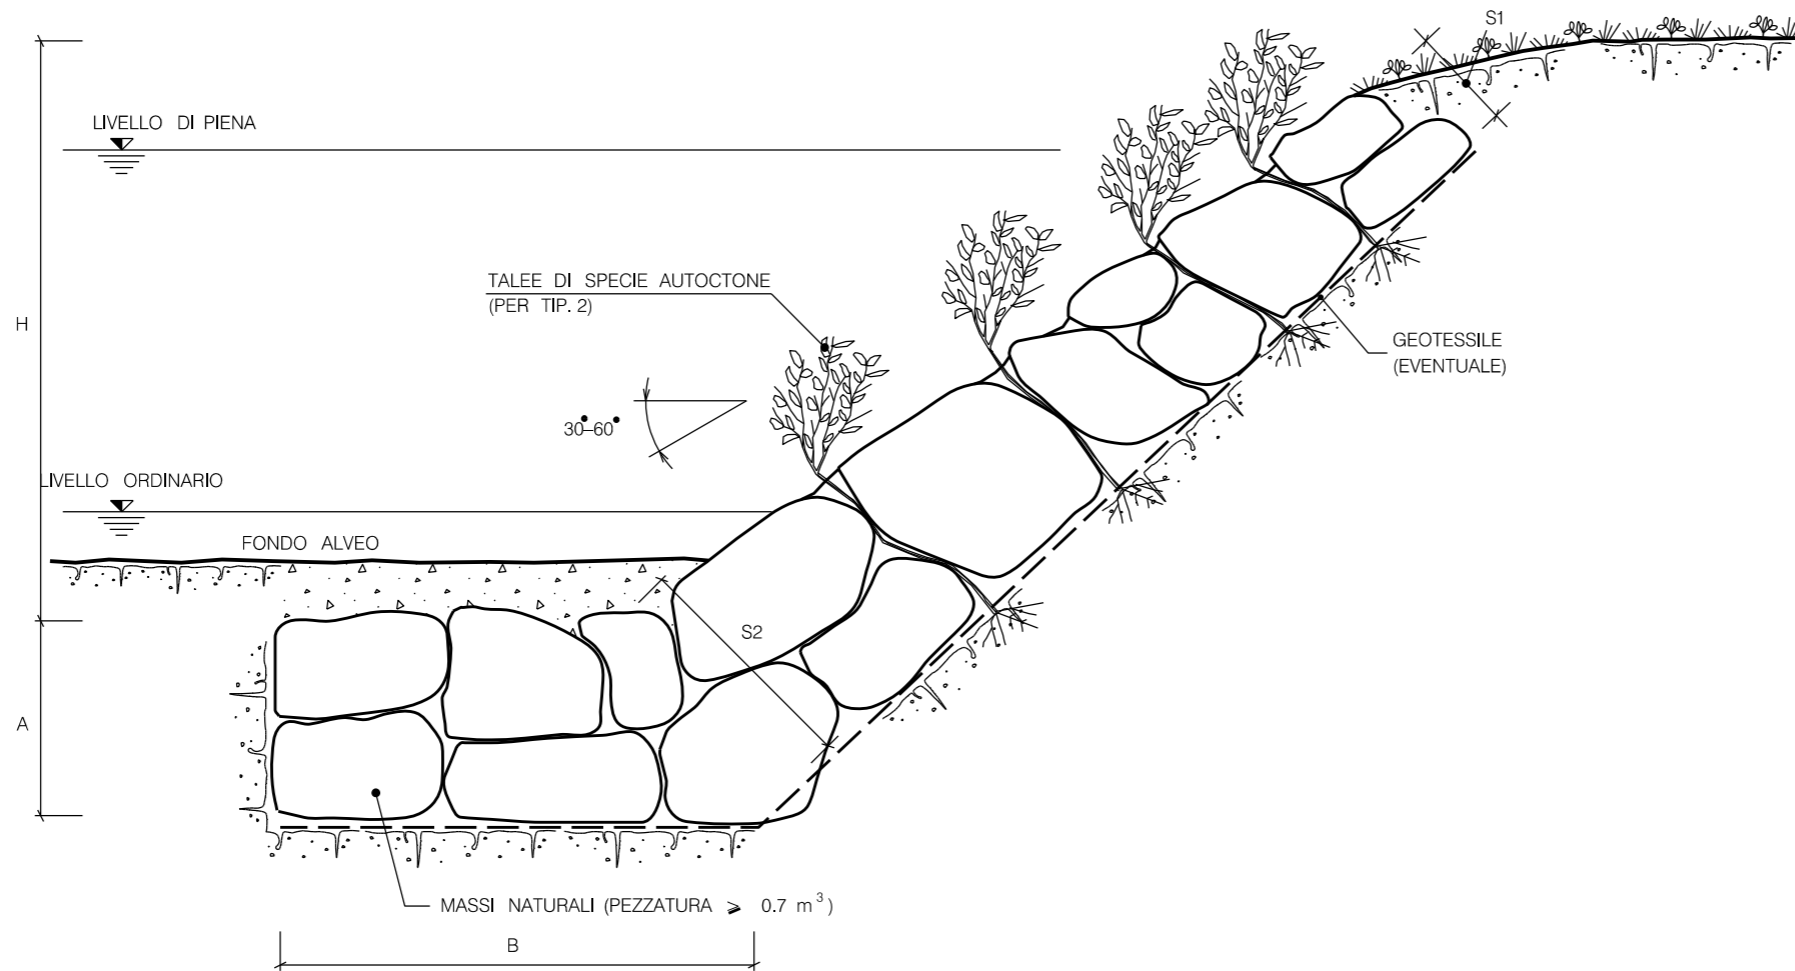 S1
LIVELLO DI PIENA
TALEE DI SPECIE AUTOCTONE
(PER TIP. 2)
H
GEOTESSILE
(EVENTUALE)
30°–60°
LIVELLO ORDINARIO
FONDO ALVEO
S2
A
MASSI NATURALI (PEZZATURA ≥ 0.7 m³)
B